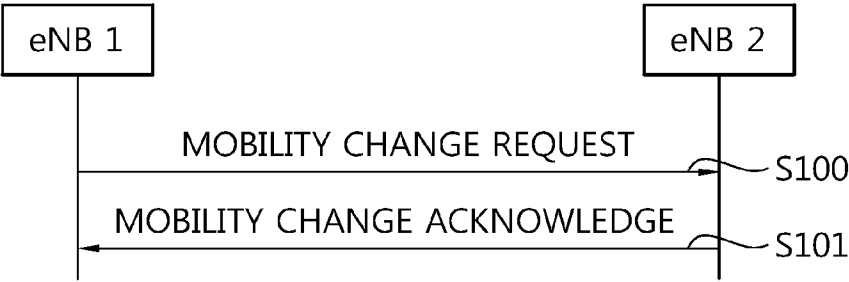 eNB 1
eNB 2
MOBILITY CHANGE REQUEST
S100
MOBILITY CHANGE ACKNOWLEDGE
S101